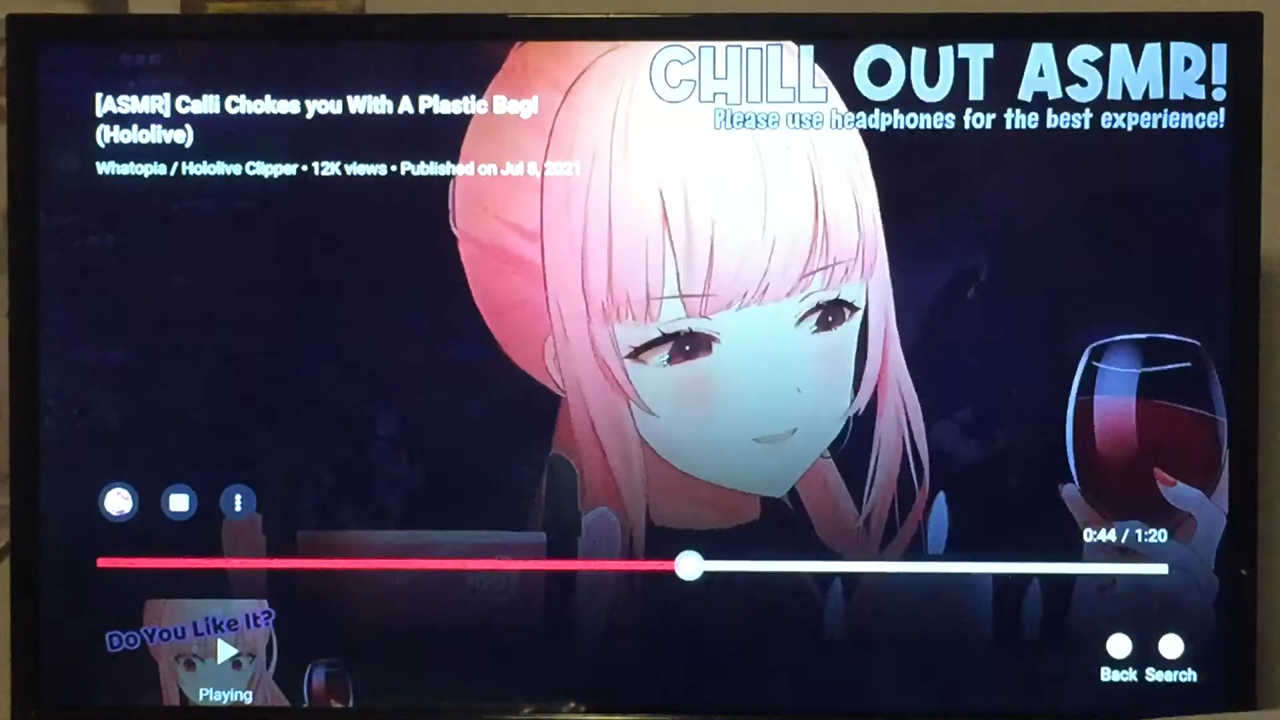 CHILL OUT ASMR!
Please use headphones for the best experience!
[ASMR] Calli Chokes you With A Plastic Bag!
(Hololive)
Whatopia / Hololive Clipper • 12K views • Published on Jul 8, 2021
0:44 / 1:20
Do You Like It?
Playing
Back Search